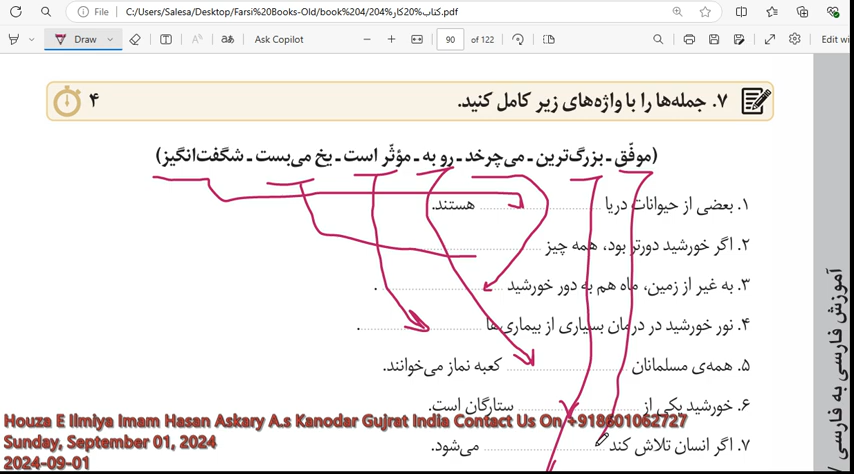 File C:/Users/Salesa/Desktop/Farsi%20Books-Old/book%204/204%کتاب%20کار.pdf
Draw Ask Copilot 90 of 122 Edit wi
۷. جمله‌ها را با واژه‌های زیر کامل کنید.
۴
(موفّق ـ بزرگ‌ترین ـ می‌چرخد ـ رو به ـ مؤثّر است ـ یخ می‌بست ـ شگفت‌انگیز)
۱. بعضی از حیوانات دریا ........ هستند.
۲. اگر خورشید دورتر بود، همه چیز ........
۳. به غیر از زمین، ماه هم به دور خورشید ........ .
۴. نور خورشید در درمان بسیاری از بیماری‌ها ........ .
۵. همه‌ی مسلمانان ........ کعبه نماز می‌خوانند.
۶. خورشید یکی از ........ ستارگان است.
۷. اگر انسان تلاش کند ........ می‌شود.
آموزش فارسی به فارسی /
Houza E Ilmiya Imam Hasan Askary A.s Kanodar Gujrat India Contact Us On +918601062727
Sunday, September 01, 2024
2024-09-01